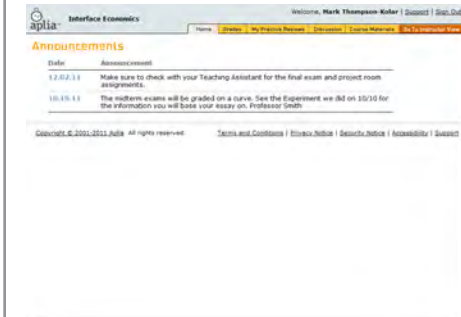 aplia
Interface Economics
Welcome, Mark Thompson-Kolar | Support | Sign Out
Home Grades My Practice Reviews Discussion Course Materials Go To Instructor View
Announcements
Date Announcement
12.02.11 Make sure to check with your Teaching Assistant for the final exam and project room
assignments.
10.15.11 The midterm exams will be graded on a curve. See the Experiment we did on 10/10 for
the information you will base your essay on. Professor Smith
Copyright © 2001-2011 Aplia. All rights reserved. Terms and Conditions | Privacy Notice | Security Notice | Accessibility | Support